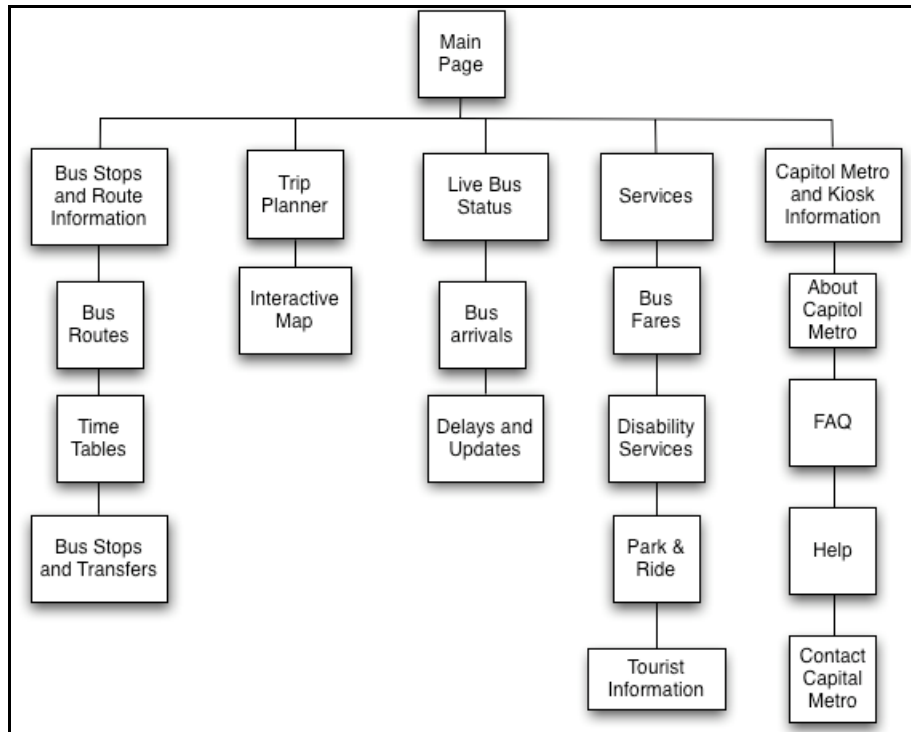 Main
Page
Bus Stops
and Route
Information
Trip
Planner
Live Bus
Status
Services
Capitol Metro
and Kiosk
Information
Bus
Routes
Interactive
Map
Bus
arrivals
Bus
Fares
About
Capitol
Metro
Time
Tables
Delays and
Updates
Disability
Services
FAQ
Bus Stops
and Transfers
Park &
Ride
Help
Tourist
Information
Contact
Capital
Metro